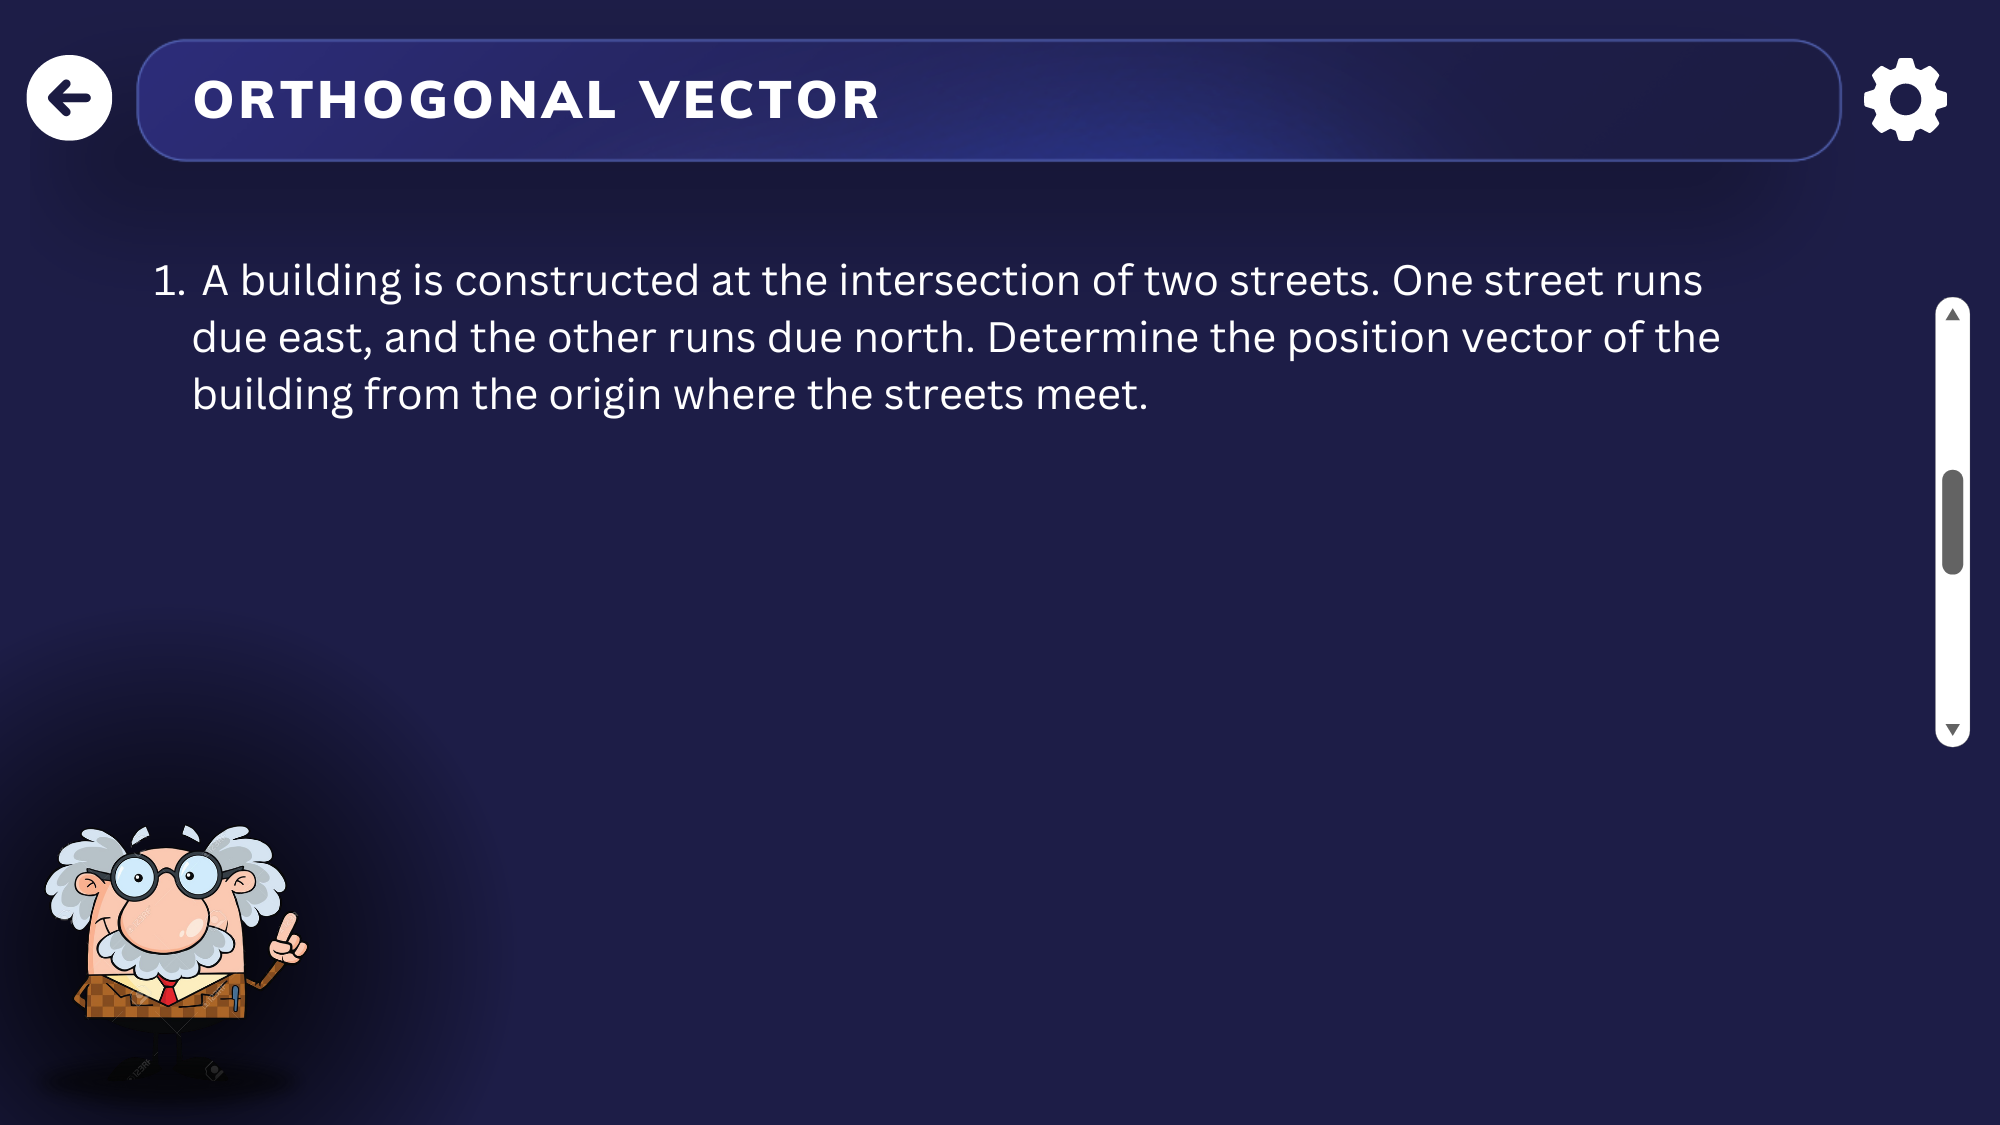 ORTHOGONAL VECTOR
1. A building is constructed at the intersection of two streets. One street runs
due east, and the other runs due north. Determine the position vector of the
building from the origin where the streets meet.